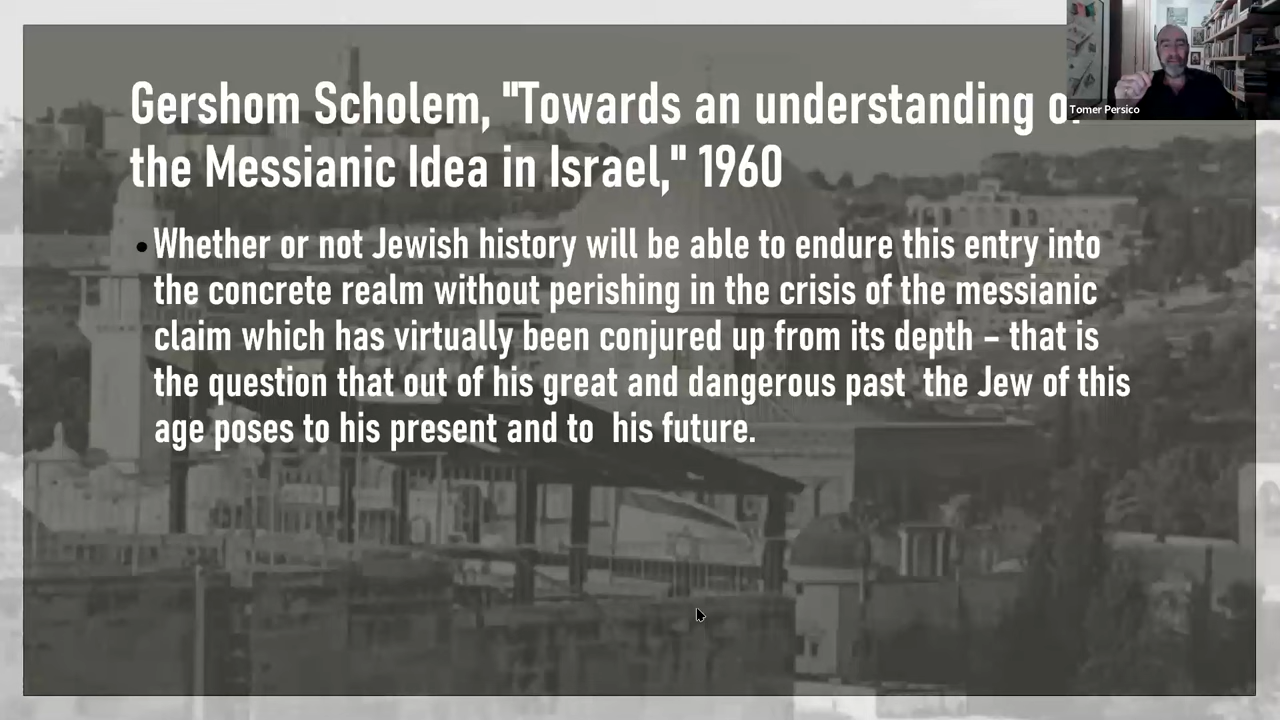 Gershom Scholem, "Towards an understanding o
the Messianic Idea in Israel," 1960
Tomer Persico
•Whether or not Jewish history will be able to endure this entry into
the concrete realm without perishing in the crisis of the messianic
claim which has virtually been conjured up from its depth – that is
the question that out of his great and dangerous past  the Jew of this
age poses to his present and to  his future.